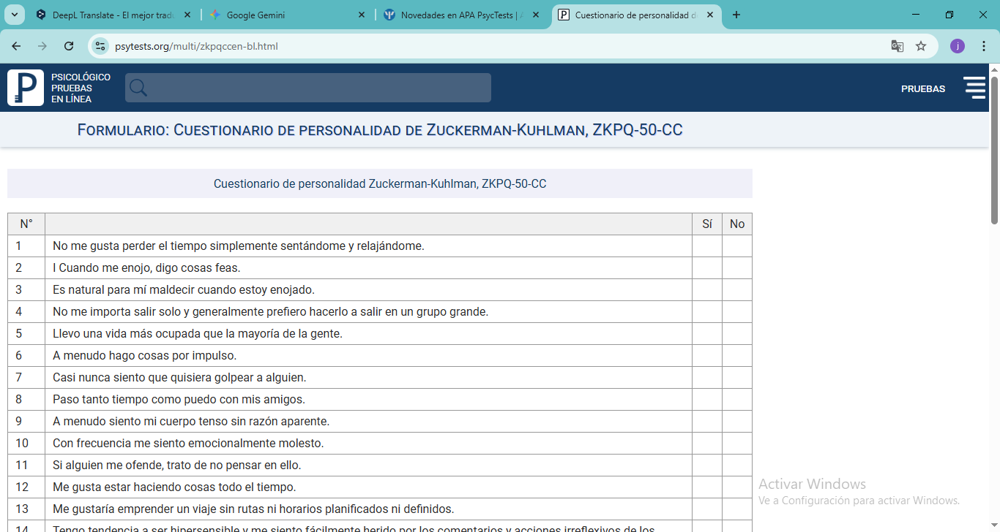 DeepL Translate - El mejor tradu
Google Gemini
Novedades en APA PsycTests | A
Cuestionario de personalidad de
psytests.org/multi/zkpqccen-bl.html
j
P
PSICOLÓGICO
PRUEBAS
EN LÍNEA
PRUEBAS
Formulario: Cuestionario de personalidad de Zuckerman-Kuhlman, ZKPQ-50-CC
Cuestionario de personalidad Zuckerman-Kuhlman, ZKPQ-50-CC
N° Sí No
1 No me gusta perder el tiempo simplemente sentándome y relajándome.
2 I Cuando me enojo, digo cosas feas.
3 Es natural para mí maldecir cuando estoy enojado.
4 No me importa salir solo y generalmente prefiero hacerlo a salir en un grupo grande.
5 Llevo una vida más ocupada que la mayoría de la gente.
6 A menudo hago cosas por impulso.
7 Casi nunca siento que quisiera golpear a alguien.
8 Paso tanto tiempo como puedo con mis amigos.
9 A menudo siento mi cuerpo tenso sin razón aparente.
10 Con frecuencia me siento emocionalmente molesto.
11 Si alguien me ofende, trato de no pensar en ello.
12 Me gusta estar haciendo cosas todo el tiempo.
13 Me gustaría emprender un viaje sin rutas ni horarios planificados ni definidos.
14 Tengo tendencia a ser hipersensible y me siento fácilmente herido por los comentarios y acciones irreflexivos de los
Activar Windows
Ve a Configuración para activar Windows.